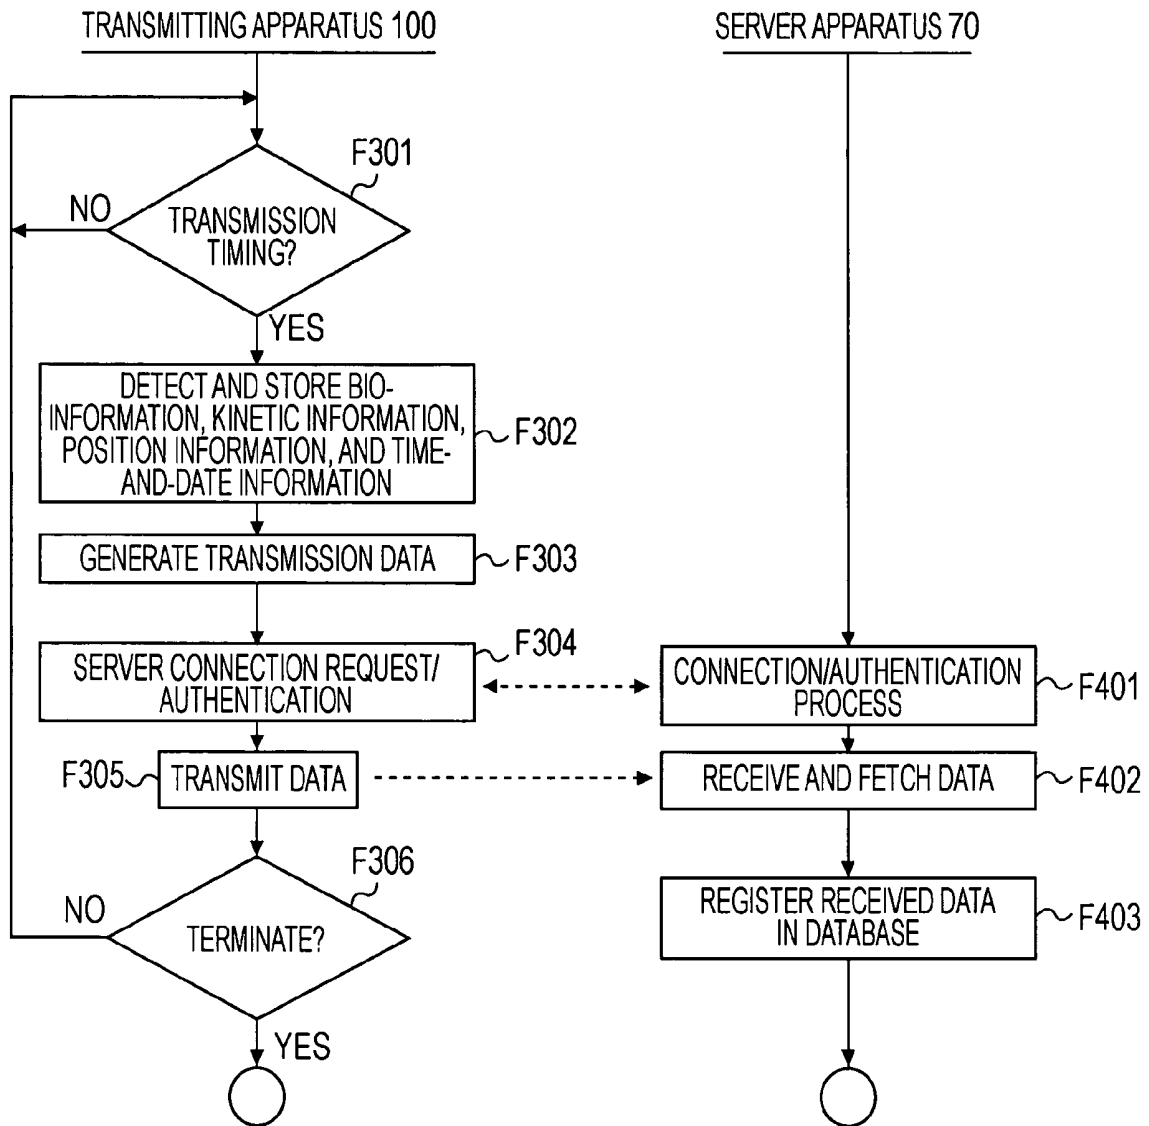 TRANSMITTING APPARATUS 100
SERVER APPARATUS 70
F301
NO
TRANSMISSION
TIMING?
YES
DETECT AND STORE BIO-
INFORMATION, KINETIC INFORMATION,
POSITION INFORMATION, AND TIME-
AND-DATE INFORMATION
F302
GENERATE TRANSMISSION DATA
F303
F304
SERVER CONNECTION REQUEST/
AUTHENTICATION
CONNECTION/AUTHENTICATION
PROCESS
F401
F305
TRANSMIT DATA
RECEIVE AND FETCH DATA
F402
F306
NO
TERMINATE?
REGISTER RECEIVED DATA
IN DATABASE
F403
YES